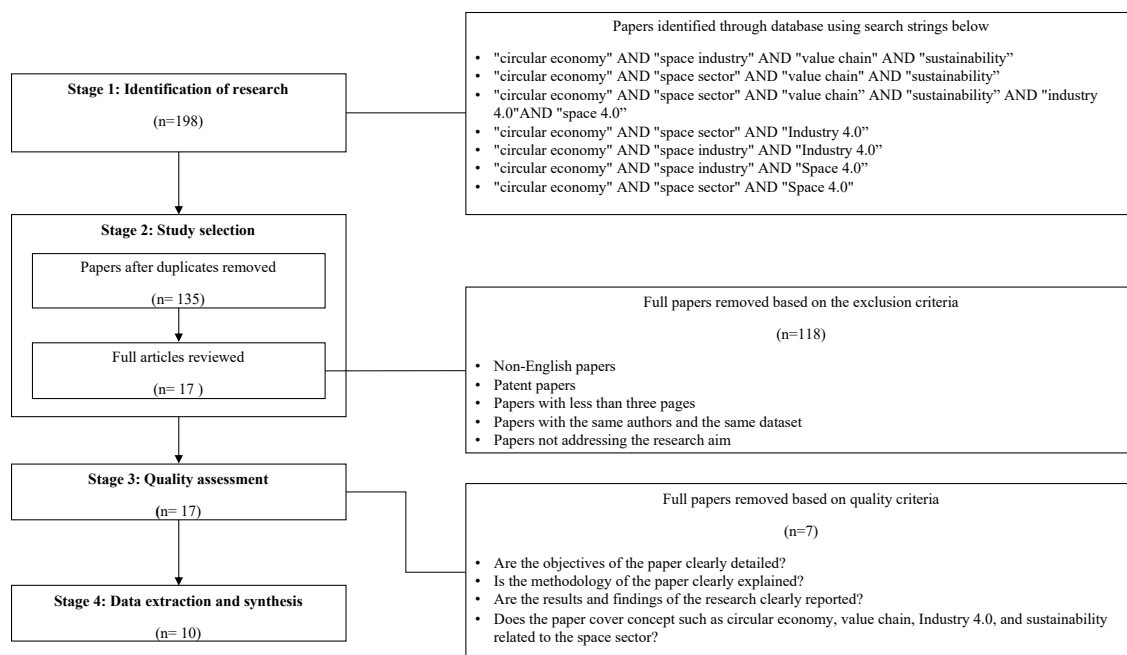 Stage 1: Identification of research
(n=198)
Papers identified through database using search strings below
• "circular economy" AND "space industry" AND "value chain" AND "sustainability”
• "circular economy" AND "space sector" AND "value chain" AND "sustainability”
• "circular economy" AND "space sector" AND "value chain” AND "sustainability” AND "industry
4.0"AND "space 4.0”
• "circular economy" AND "space sector" AND "Industry 4.0”
• "circular economy" AND "space industry" AND "Industry 4.0”
• "circular economy" AND "space industry" AND "Space 4.0”
• "circular economy" AND "space sector" AND "Space 4.0"
Stage 2: Study selection
Papers after duplicates removed
(n= 135)
Full articles reviewed
(n= 17 )
Full papers removed based on the exclusion criteria
(n=118)
• Non-English papers
• Patent papers
• Papers with less than three pages
• Papers with the same authors and the same dataset
• Papers not addressing the research aim
Stage 3: Quality assessment
(n= 17)
Full papers removed based on quality criteria
(n=7)
• Are the objectives of the paper clearly detailed?
• Is the methodology of the paper clearly explained?
• Are the results and findings of the research clearly reported?
• Does the paper cover concept such as circular economy, value chain, Industry 4.0, and sustainability
related to the space sector?
Stage 4: Data extraction and synthesis
(n= 10)